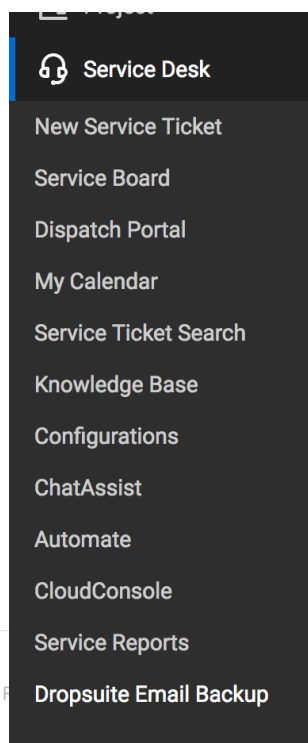 Service Desk
New Service Ticket
Service Board
Dispatch Portal
My Calendar
Service Ticket Search
Knowledge Base
Configurations
ChatAssist
Automate
CloudConsole
Service Reports
Dropsuite Email Backup